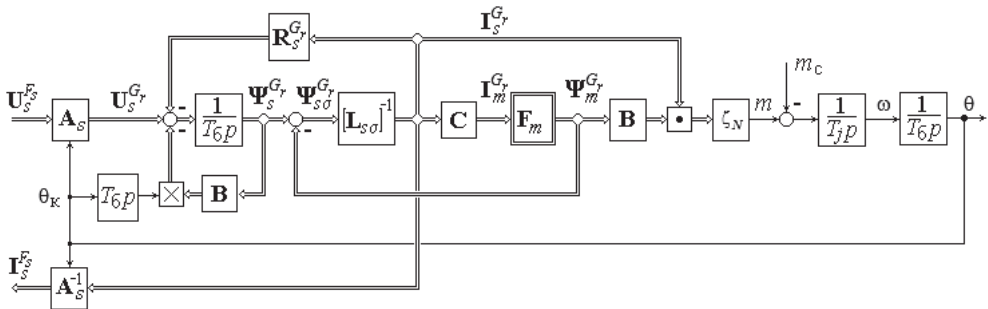 R_s^{G_r}
I_s^{G_r}
U_s^{F_s}
A_s
U_s^{G_r}
-
-
1/(T_б p)
Ψ_s^{G_r}
Ψ_{sσ}^{G_r}
-
[L_{sσ}]^{-1}
C
I_m^{G_r}
F_m
Ψ_m^{G_r}
B
•
ζ_N
m
m_c
-
1/(T_j p)
ω
1/(T_б p)
θ
θ_к
T_б p
×
B
I_s^{F_s}
A_s^{-1}